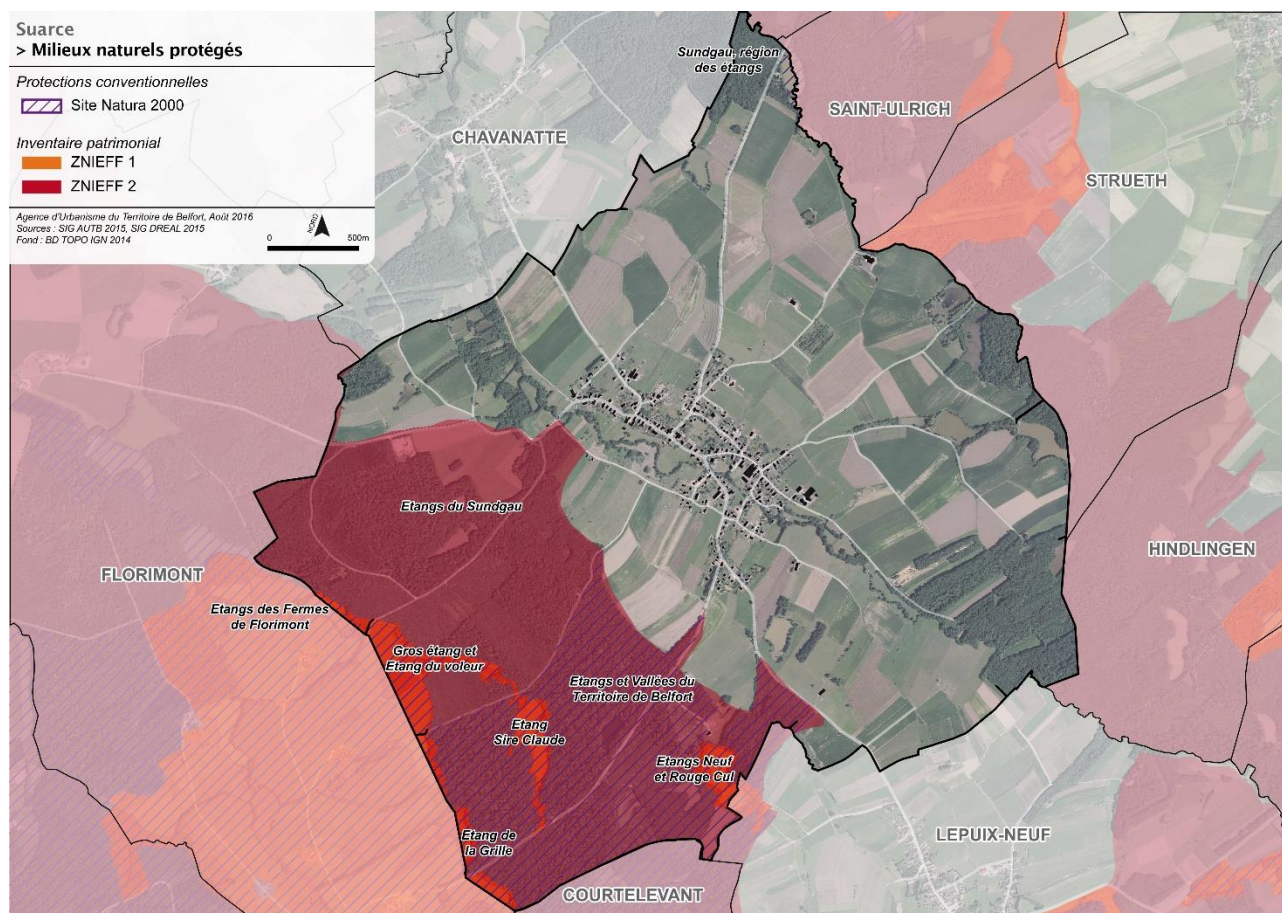 Suarce
> Milieux naturels protégés
Protections conventionnelles
Site Natura 2000
Inventaire patrimonial
ZNIEFF 1
ZNIEFF 2
Agence d'Urbanisme du Territoire de Belfort, Août 2016
Sources : SIG AUTB 2015, SIG DREAL 2015
Fond : BD TOPO IGN 2014
NORD
0 500m
Sundgau, région
des étangs
CHAVANATTE
SAINT-ULRICH
STRUETH
Etangs du Sundgau
HINDLINGEN
FLORIMONT
Etangs des Fermes
de Florimont
Gros étang et
Etang du voleur
Etangs et Vallées du
Territoire de Belfort
Etang
Sire Claude
Etangs Neuf
et Rouge Cul
Etang de
la Grille
LEPUIX-NEUF
COURTELEVANT